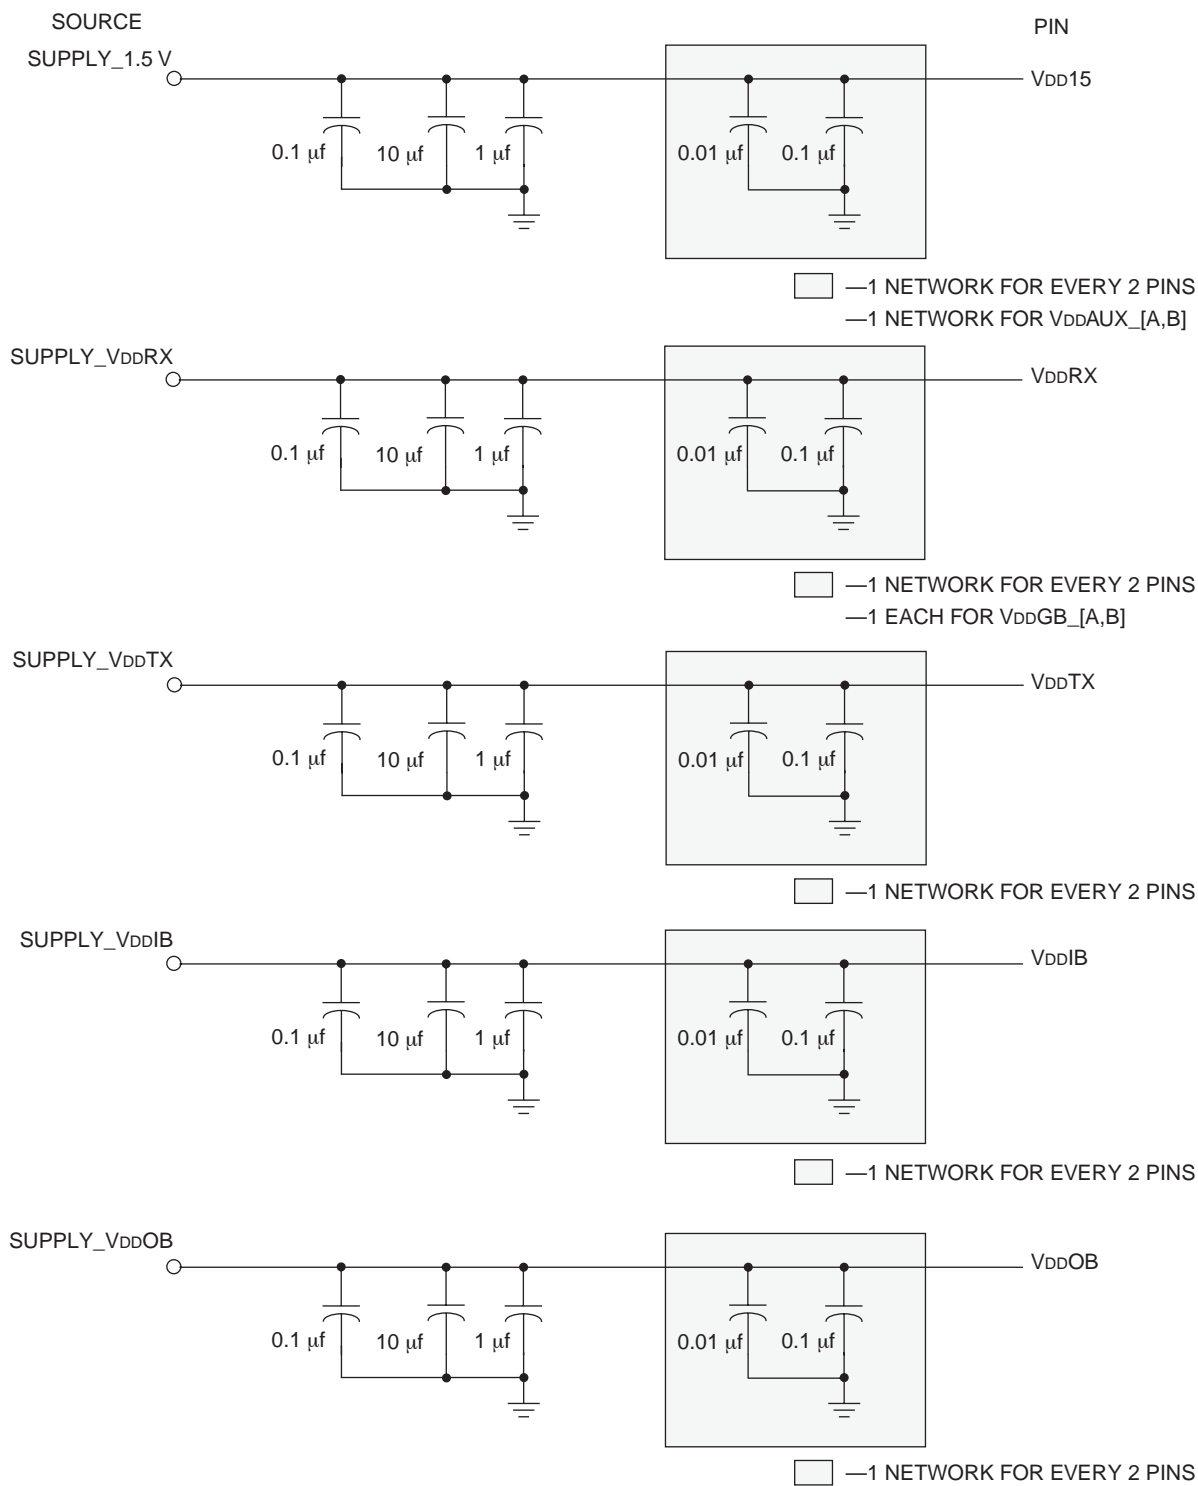 SOURCE
PIN
SUPPLY_1.5 V
VDD15
0.1 μf
10 μf
1 μf
0.01 μf
0.1 μf
—1 NETWORK FOR EVERY 2 PINS
—1 NETWORK FOR VDDAUX_[A,B]
SUPPLY_VDDRX
VDDRX
0.1 μf
10 μf
1 μf
0.01 μf
0.1 μf
—1 NETWORK FOR EVERY 2 PINS
—1 EACH FOR VDDGB_[A,B]
SUPPLY_VDDTX
VDDTX
0.1 μf
10 μf
1 μf
0.01 μf
0.1 μf
—1 NETWORK FOR EVERY 2 PINS
SUPPLY_VDDIB
VDDIB
0.1 μf
10 μf
1 μf
0.01 μf
0.1 μf
—1 NETWORK FOR EVERY 2 PINS
SUPPLY_VDDOB
VDDOB
0.1 μf
10 μf
1 μf
0.01 μf
0.1 μf
—1 NETWORK FOR EVERY 2 PINS